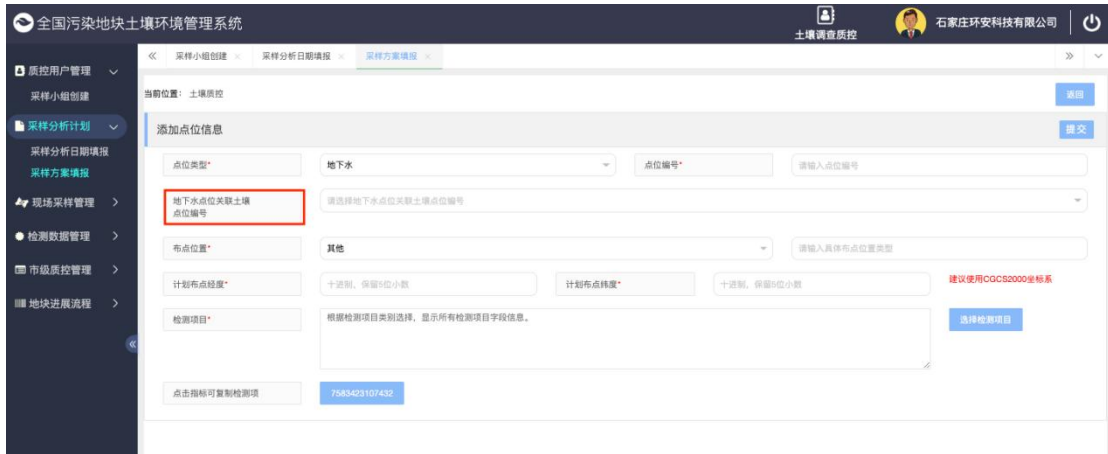 全国污染地块土壤环境管理系统
土壤调查质控
石家庄环安科技有限公司
质控用户管理
采样小组创建
采样分析计划
采样分析日期填报
采样方案填报
现场采样管理
检测数据管理
市级质控管理
地块进展流程
采样小组创建 ×
采样分析日期填报 ×
采样方案填报 ×
当前位置： 土壤质控
返回
添加点位信息
提交
点位类型*
地下水
点位编号*
请输入点位编号
地下水点位关联土壤
点位编号
请选择地下水点位关联土壤点位编号
布点位置*
其他
请输入具体布点位置类型
计划布点经度*
十进制，保留5位小数
计划布点纬度*
十进制，保留5位小数
建议使用CGCS2000坐标系
检测项目*
根据检测项目类别选择，显示所有检测项目字段信息。
选择检测项目
点击指标可复制检测项
7583423107432